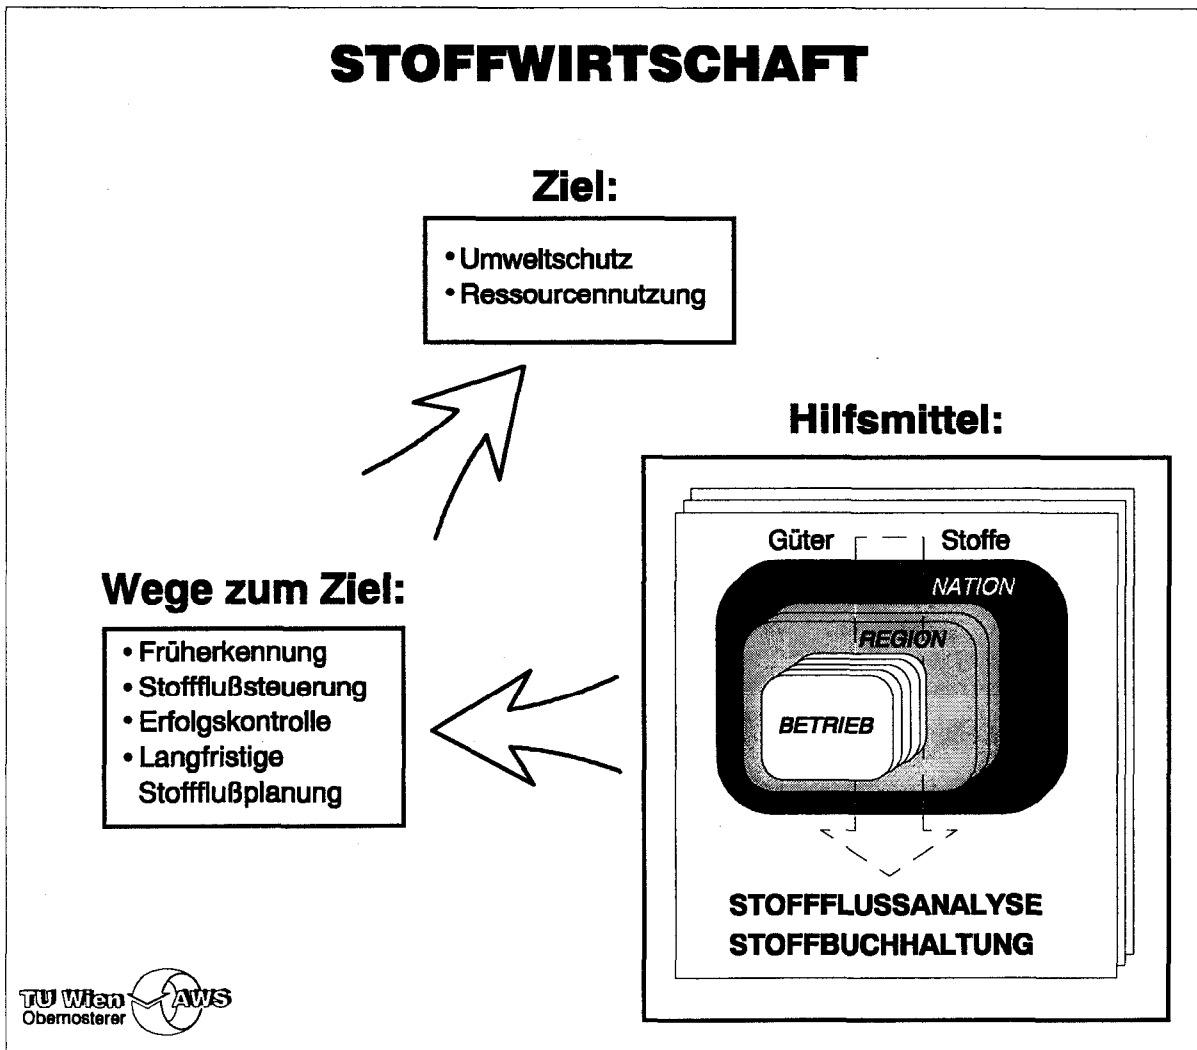 STOFFWIRTSCHAFT
Ziel:
• Umweltschutz
• Ressourcennutzung
Hilfsmittel:
Güter Stoffe
NATION
REGION
BETRIEB
STOFFFLUSSANALYSE
STOFFBUCHHALTUNG
Wege zum Ziel:
• Früherkennung
• Stoffflußsteuerung
• Erfolgskontrolle
• Langfristige
Stoffflußplanung
TU Wien AWS
Obernosterer